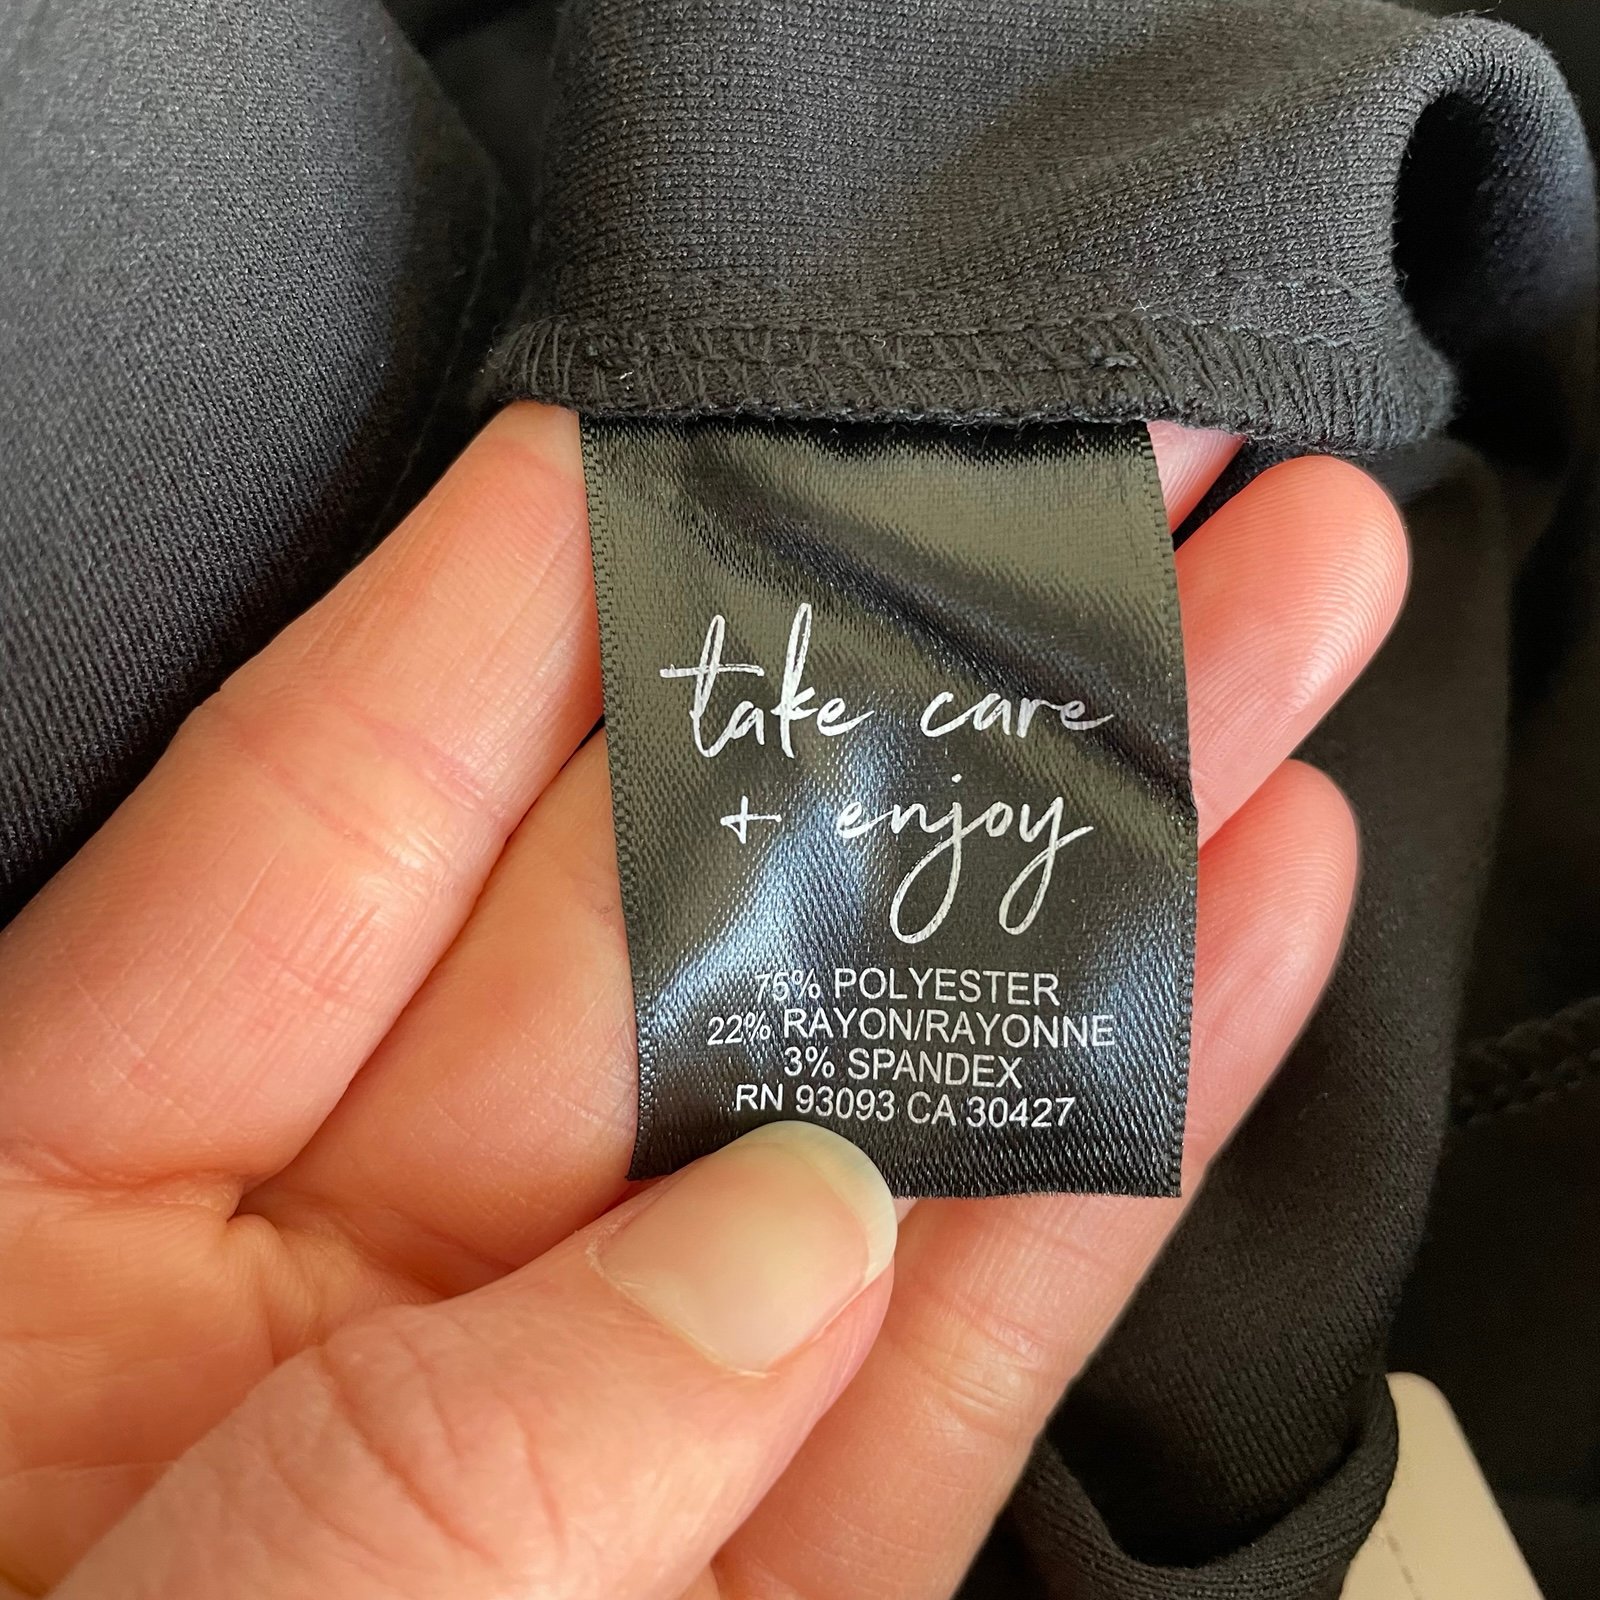 take care
+ enjoy
75% POLYESTER
22% RAYON/RAYONNE
3% SPANDEX
RN 93093 CA 30427